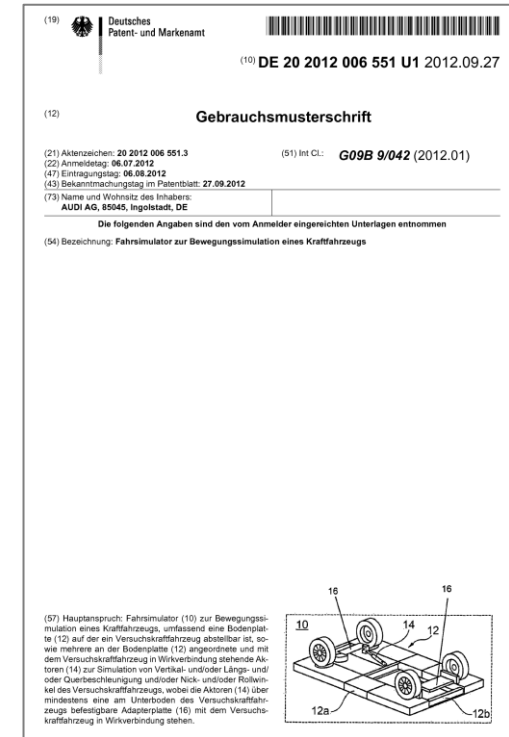 (19)
Deutsches
Patent- und Markenamt
(10) DE 20 2012 006 551 U1 2012.09.27
(12)
Gebrauchsmusterschrift
(21) Aktenzeichen: 20 2012 006 551.3
(22) Anmeldetag: 06.07.2012
(47) Eintragungstag: 06.08.2012
(43) Bekanntmachungstag im Patentblatt: 27.09.2012
(51) Int Cl.: G09B 9/042 (2012.01)
(73) Name und Wohnsitz des Inhabers:
AUDI AG, 85045, Ingolstadt, DE
Die folgenden Angaben sind den vom Anmelder eingereichten Unterlagen entnommen
(54) Bezeichnung: Fahrsimulator zur Bewegungssimulation eines Kraftfahrzeugs
(57) Hauptanspruch: Fahrsimulator (10) zur Bewegungssi-
mulation eines Kraftfahrzeugs, umfassend eine Bodenplat-
te (12) auf der ein Versuchskraftfahrzeug abstellbar ist, so-
wie mehrere an der Bodenplatte (12) angeordnete und mit
dem Versuchskraftfahrzeug in Wirkverbindung stehende Ak-
toren (14) zur Simulation von Vertikal- und/oder Längs- und/
oder Querbeschleunigung und/oder Nick- und/oder Rollwin-
kel des Versuchskraftfahrzeugs, wobei die Aktoren (14) über
mindestens eine am Unterboden des Versuchskraftfahr-
zeugs befestigbare Adapterplatte (16) mit dem Versuchs-
kraftfahrzeug in Wirkverbindung stehen.
16
16
10
14
12
12a
12b